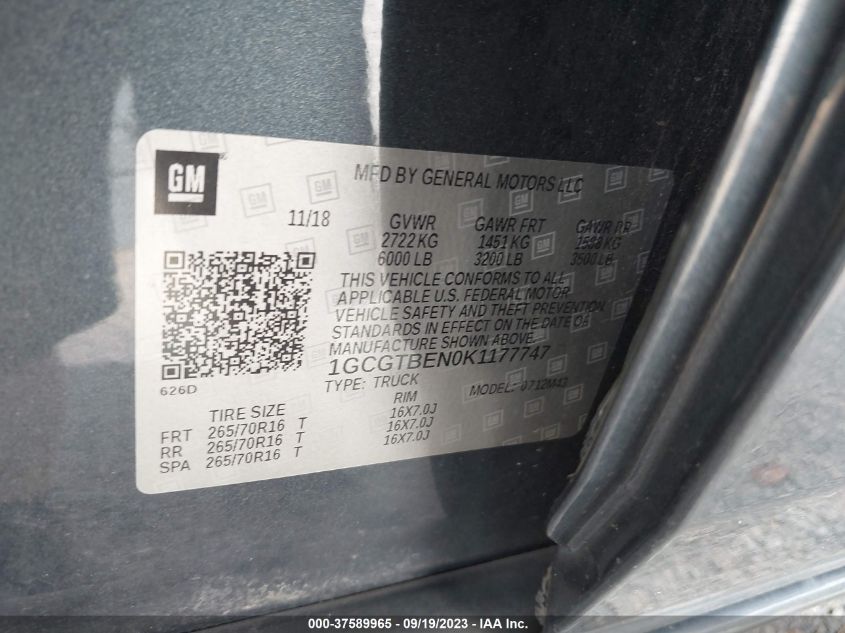 GM
MFD BY GENERAL MOTORS LLC
11/18 GVWR GAWR FRT GAWR RR
2722 KG 1451 KG 1588 KG
6000 LB 3200 LB 3500 LB
THIS VEHICLE CONFORMS TO ALL
APPLICABLE U.S. FEDERAL MOTOR
VEHICLE SAFETY AND THEFT PREVENTION
STANDARDS IN EFFECT ON THE DATE OF
MANUFACTURE SHOWN ABOVE.
1GCGTBEN0K1177747
626D
TYPE: TRUCK MODEL: 0712M43
TIRE SIZE RIM
FRT 265/70R16 T 16X7.0J
RR 265/70R16 T 16X7.0J
SPA 265/70R16 T 16X7.0J
000-37589965 - 09/19/2023 - IAA Inc.